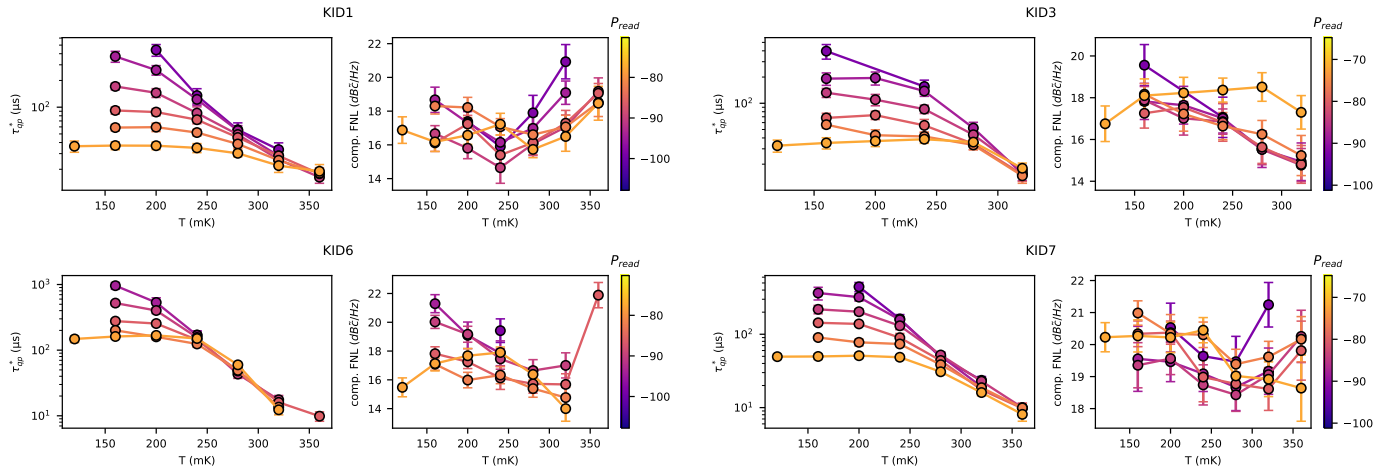 KID1
KID3
P_read
P_read
τ*_qp (µs)
10²
150 200 250 300 350
T (mK)
comp. FNL (dBc/Hz)
22
20
18
16
14
150 200 250 300 350
T (mK)
−80
−90
−100
τ*_qp (µs)
10²
150 200 250 300
T (mK)
comp. FNL (dBc/Hz)
20
18
16
14
150 200 250 300
T (mK)
−70
−80
−90
−100
KID6
KID7
P_read
P_read
τ*_qp (µs)
10³
10²
10¹
150 200 250 300 350
T (mK)
comp. FNL (dBc/Hz)
22
20
18
16
14
150 200 250 300 350
T (mK)
−80
−90
−100
τ*_qp (µs)
10²
10¹
150 200 250 300 350
T (mK)
comp. FNL (dBc/Hz)
22
21
20
19
18
150 200 250 300 350
T (mK)
−70
−80
−90
−100